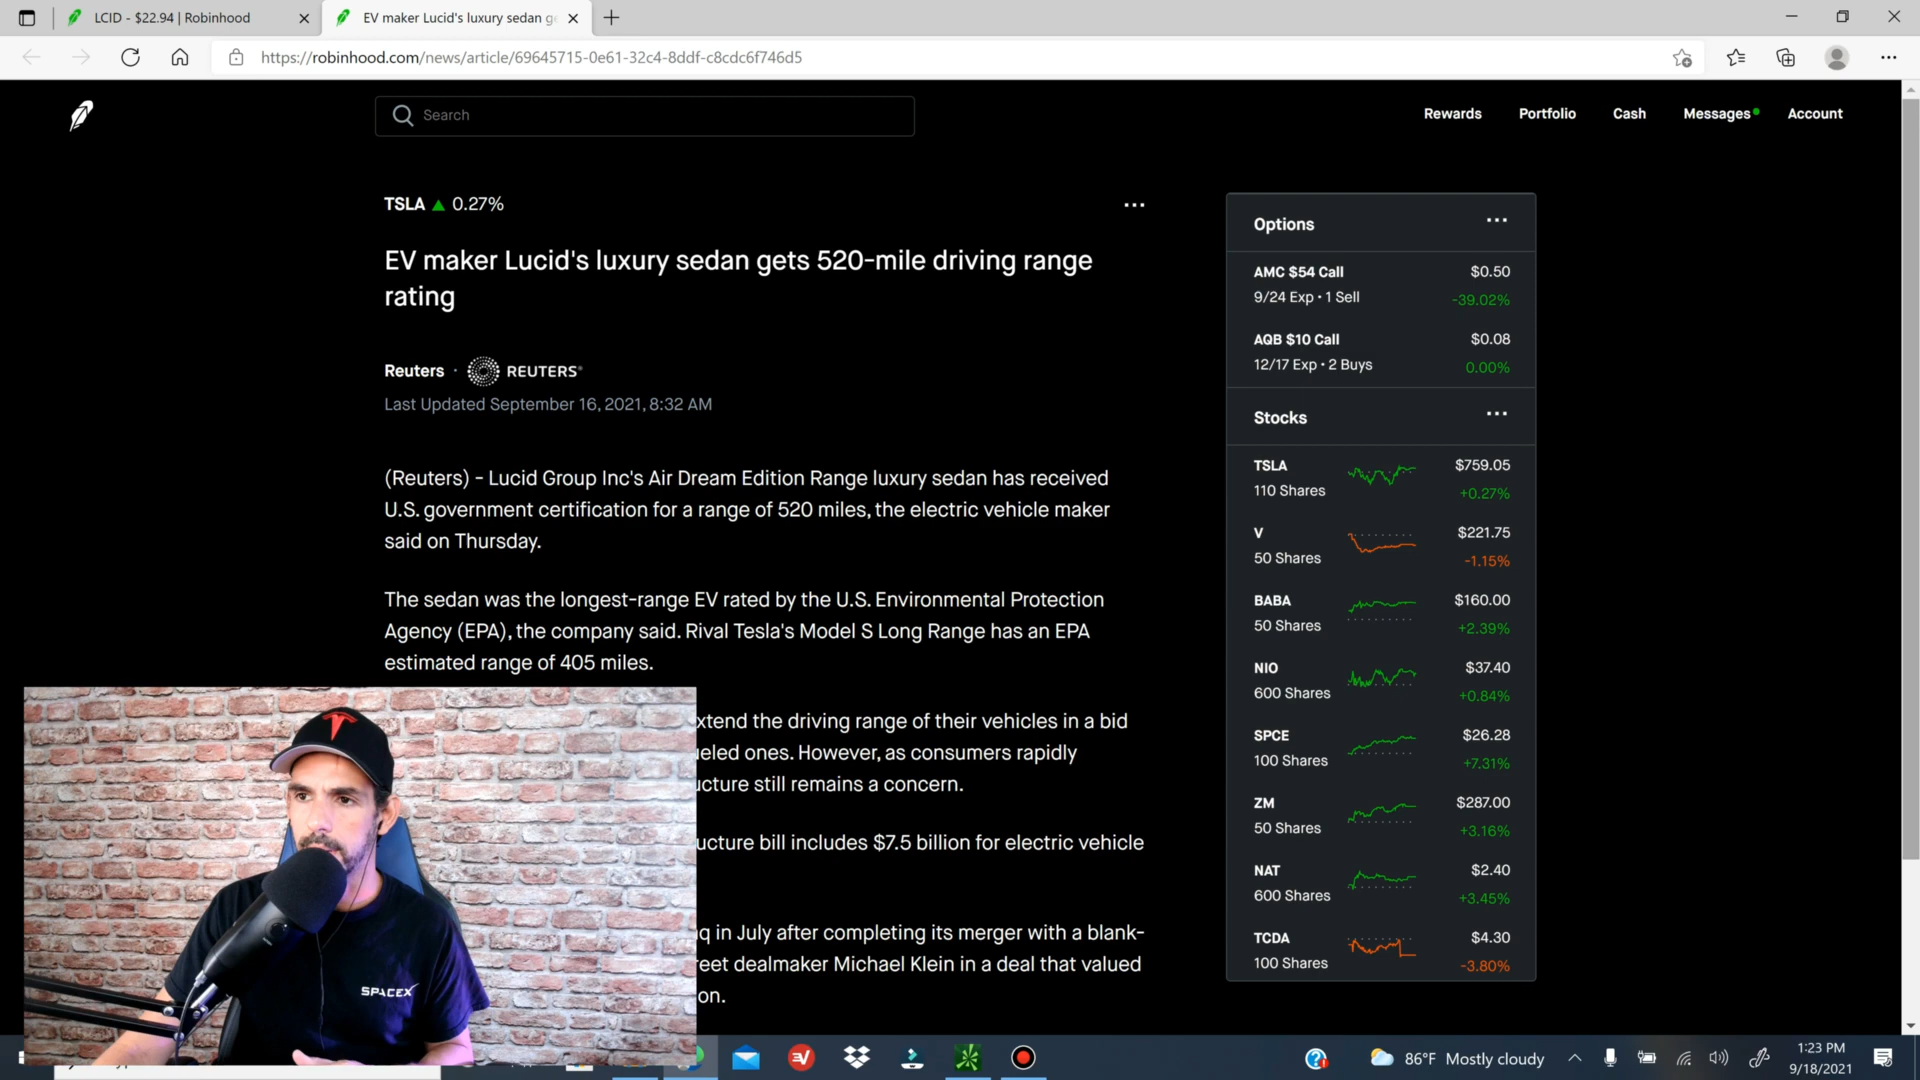 LCID - $22.94 | Robinhood
EV maker Lucid's luxury sedan g
https://robinhood.com/news/article/69645715-0e61-32c4-8ddf-c8cdc6f746d5
Search
Rewards
Portfolio
Cash
Messages
Account
TSLA ▲ 0.27%
EV maker Lucid's luxury sedan gets 520-mile driving range
rating
Reuters · REUTERS®
Last Updated September 16, 2021, 8:32 AM
(Reuters) - Lucid Group Inc's Air Dream Edition Range luxury sedan has received
U.S. government certification for a range of 520 miles, the electric vehicle maker
said on Thursday.
The sedan was the longest-range EV rated by the U.S. Environmental Protection
Agency (EPA), the company said. Rival Tesla's Model S Long Range has an EPA
estimated range of 405 miles.
xtend the driving range of their vehicles in a bid
ueled ones. However, as consumers rapidly
ucture still remains a concern.
ucture bill includes $7.5 billion for electric vehicle
q in July after completing its merger with a blank-
reet dealmaker Michael Klein in a deal that valued
on.
Options
AMC $54 Call $0.50
9/24 Exp • 1 Sell -39.02%
AQB $10 Call $0.08
12/17 Exp • 2 Buys 0.00%
Stocks
TSLA $759.05
110 Shares +0.27%
V $221.75
50 Shares -1.15%
BABA $160.00
50 Shares +2.39%
NIO $37.40
600 Shares +0.84%
SPCE $26.28
100 Shares +7.31%
ZM $287.00
50 Shares +3.16%
NAT $2.40
600 Shares +3.45%
TCDA $4.30
100 Shares -3.80%
SPACEX
86°F Mostly cloudy
1:23 PM
9/18/2021